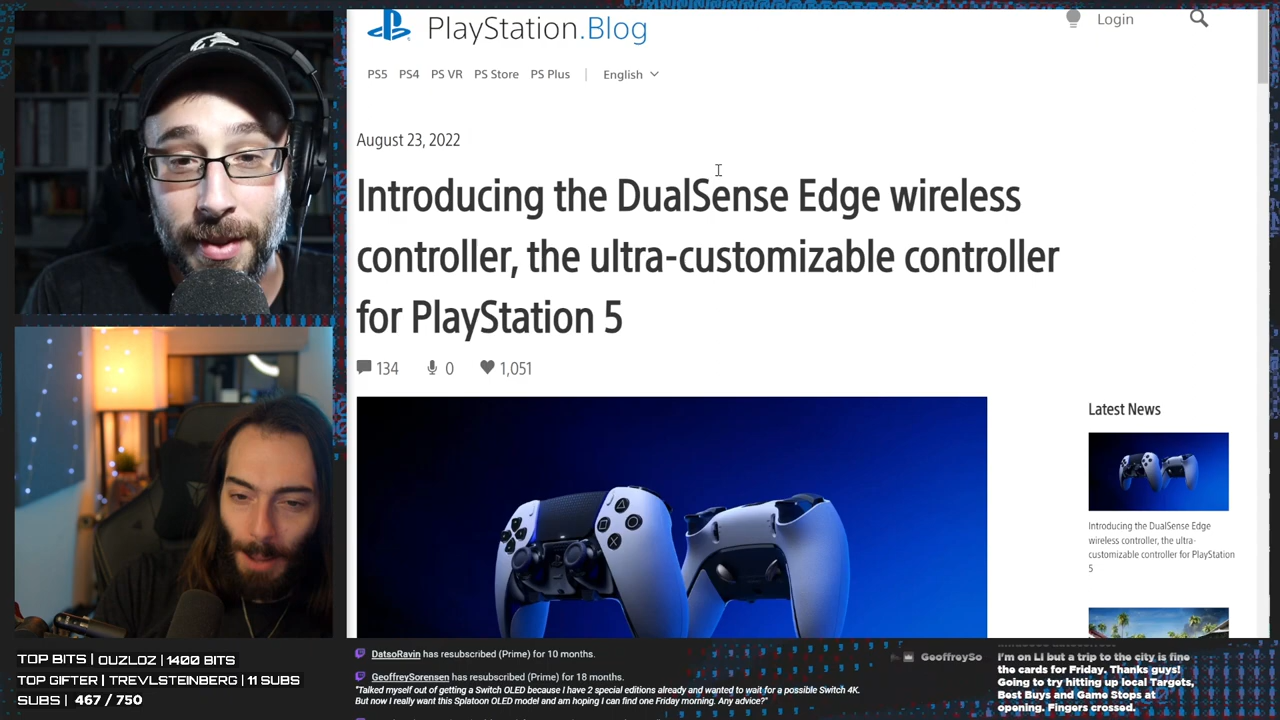 PlayStation.Blog
Login
PS5 PS4 PS VR PS Store PS Plus | English
August 23, 2022
Introducing the DualSense Edge wireless
controller, the ultra-customizable controller
for PlayStation 5
134 0 1,051
Latest News
Introducing the DualSense Edge
wireless controller, the ultra-
customizable controller for PlayStation
5
TOP BITS | OUZLOZ | 1400 BITS
TOP GIFTER | TREVLSTEINBERG | 11 SUBS
SUBS | 467 / 750
DatsoRavin has resubscribed (Prime) for 10 months.
GeoffreySorensen has resubscribed (Prime) for 18 months.
"Talked myself out of getting a Switch OLED because I have 2 special editions already and wanted to wait for a possible Switch 4K.
But now I really want this Splatoon OLED model and am hoping I can find one Friday morning. Any advice?"
GeoffreySo
I'm on LI but a trip to the city is fine
the cards for Friday. Thanks guys!
Going to try hitting up local Targets,
Best Buys and Game Stops at
opening. Fingers crossed.